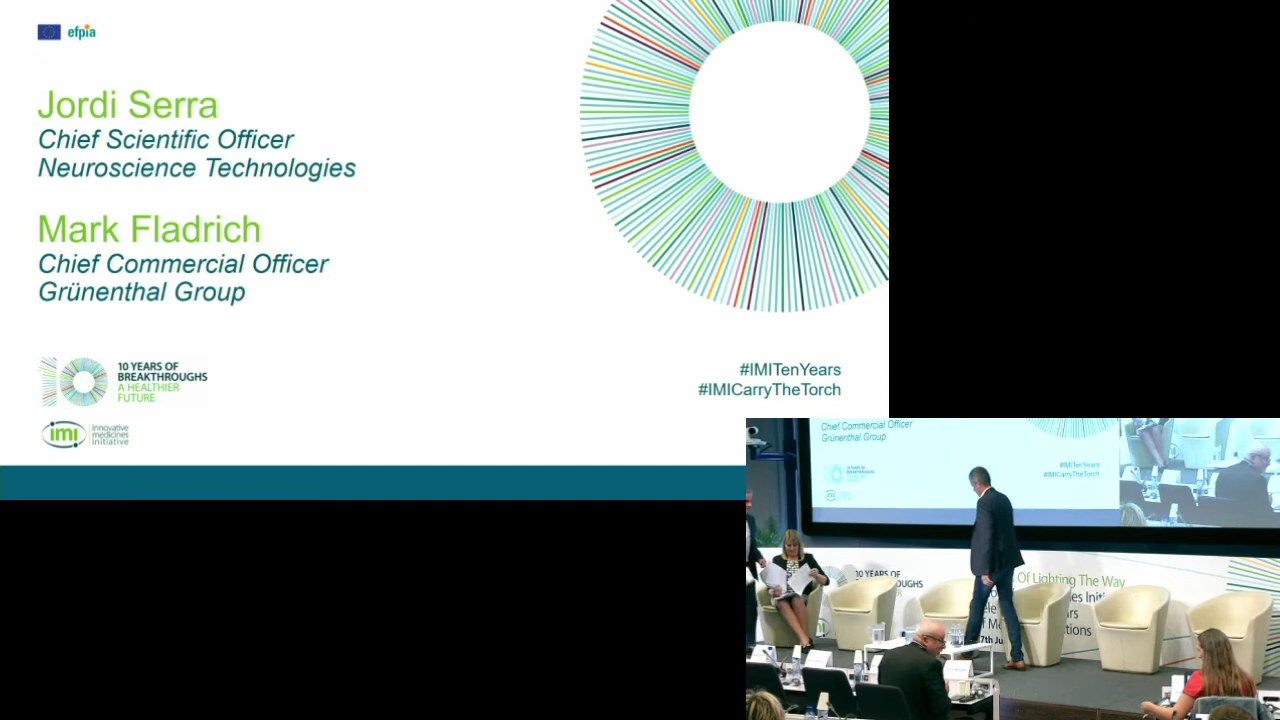 efpia
Jordi Serra
Chief Scientific Officer
Neuroscience Technologies
Mark Fladrich
Chief Commercial Officer
Grünenthal Group
10 YEARS OF
BREAKTHROUGHS
A HEALTHIER
FUTURE
imi
innovative
medicines
initiative
#IMITenYears
#IMICarryTheTorch
Chief Commercial Officer
Grünenthal Group
#IMITenYears
#IMICarryTheTorch
10 YEARS OF
Of Lighting The Way